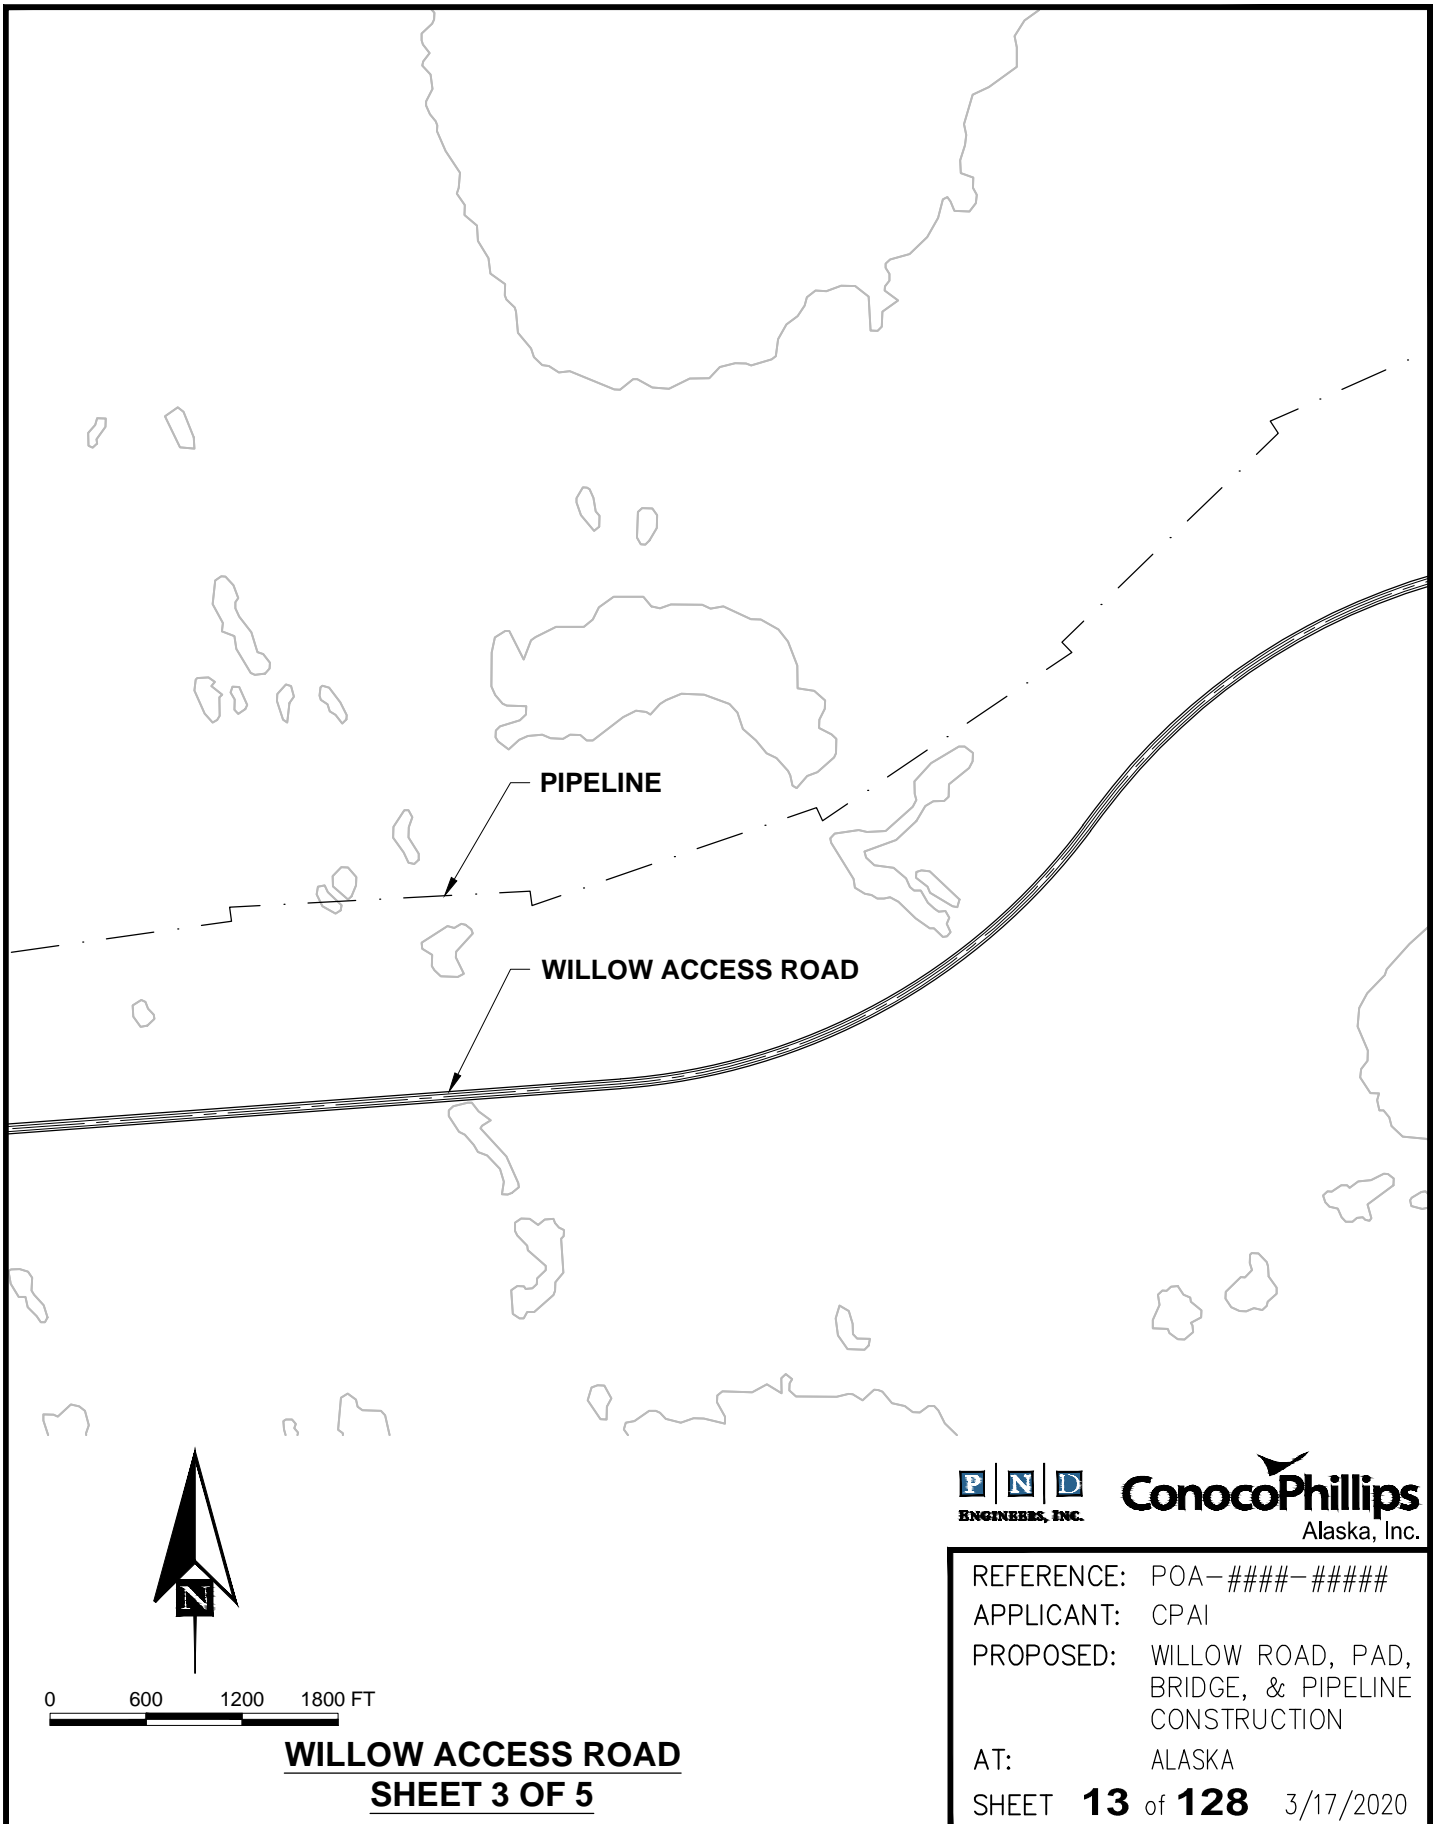 PIPELINE
WILLOW ACCESS ROAD
N
0 600 1200 1800 FT
WILLOW ACCESS ROAD
SHEET 3 OF 5
P N D
ENGINEERS, INC.
ConocoPhillips
Alaska, Inc.
REFERENCE: POA-####-#####
APPLICANT: CPAI
PROPOSED: WILLOW ROAD, PAD,
BRIDGE, & PIPELINE
CONSTRUCTION
AT: ALASKA
SHEET 13 of 128 3/17/2020